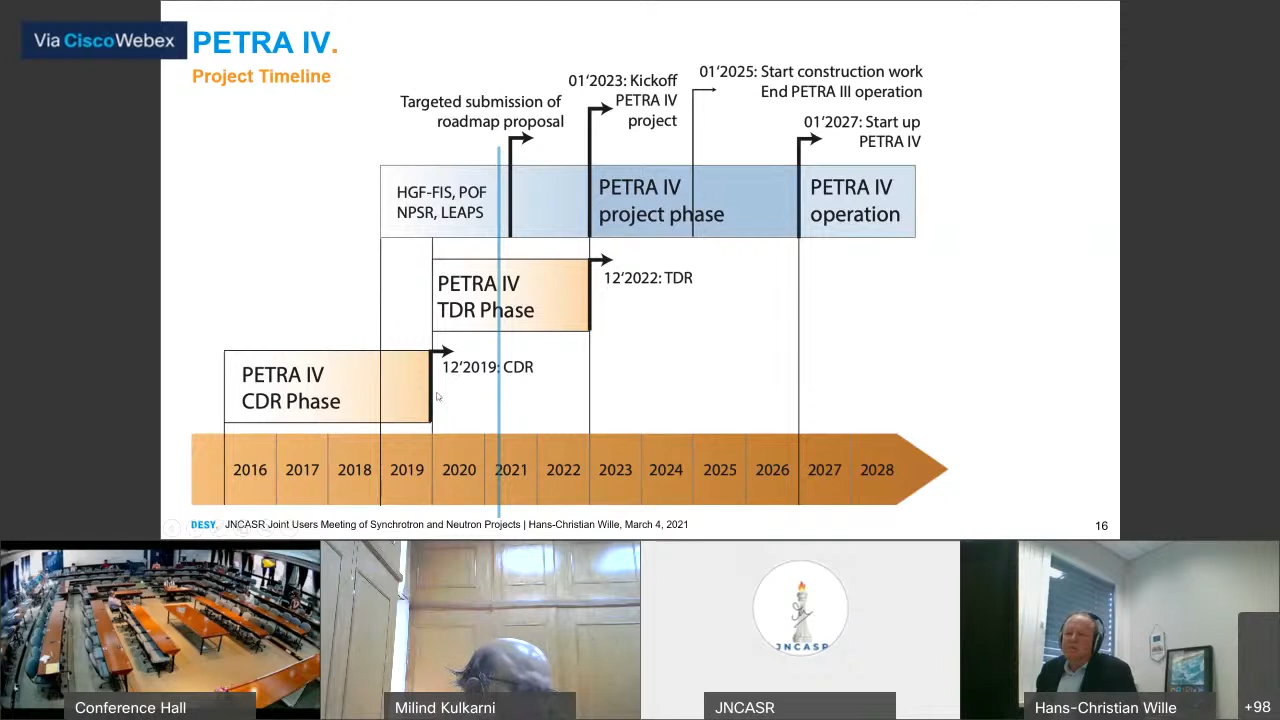 Via CiscoWebex
PETRA IV.
Project Timeline
Targeted submission of
roadmap proposal
01'2023: Kickoff
PETRA IV
project
01'2025: Start construction work
End PETRA III operation
01'2027: Start up
PETRA IV
HGF-FIS, POF
NPSR, LEAPS
PETRA IV
project phase
PETRA IV
operation
PETRA IV
TDR Phase
12'2022: TDR
PETRA IV
CDR Phase
12'2019: CDR
2016 2017 2018 2019 2020 2021 2022 2023 2024 2025 2026 2027 2028
DESY. JNCASR Joint Users Meeting of Synchrotron and Neutron Projects | Hans-Christian Wille, March 4, 2021
16
JNCASR
Conference Hall
Milind Kulkarni
JNCASR
Hans-Christian Wille
+98